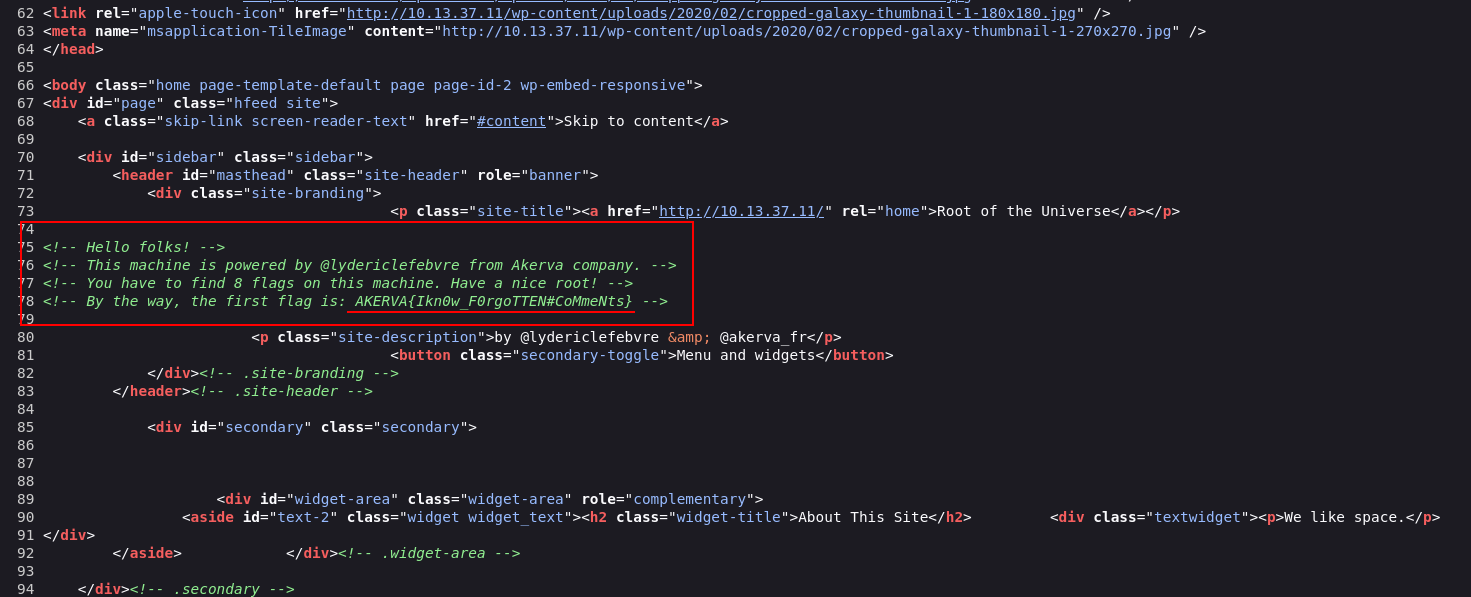 62 <link rel="apple-touch-icon" href="http://10.13.37.11/wp-content/uploads/2020/02/cropped-galaxy-thumbnail-1-180x180.jpg" />
63 <meta name="msapplication-TileImage" content="http://10.13.37.11/wp-content/uploads/2020/02/cropped-galaxy-thumbnail-1-270x270.jpg" />
64 </head>
65
66 <body class="home page-template-default page page-id-2 wp-embed-responsive">
67 <div id="page" class="hfeed site">
68     <a class="skip-link screen-reader-text" href="#content">Skip to content</a>
69
70     <div id="sidebar" class="sidebar">
71         <header id="masthead" class="site-header" role="banner">
72             <div class="site-branding">
73                                         <p class="site-title"><a href="http://10.13.37.11/" rel="home">Root of the Universe</a></p>
74
75 <!-- Hello folks! -->
76 <!-- This machine is powered by @lydericlefebvre from Akerva company. -->
77 <!-- You have to find 8 flags on this machine. Have a nice root! -->
78 <!-- By the way, the first flag is: AKERVA{Ikn0w_F0rgoTTEN#CoMmeNts} -->
79
80                         <p class="site-description">by @lydericlefebvre &amp; @akerva_fr</p>
81                                         <button class="secondary-toggle">Menu and widgets</button>
82             </div><!-- .site-branding -->
83         </header><!-- .site-header -->
84
85             <div id="secondary" class="secondary">
86
87
88
89                     <div id="widget-area" class="widget-area" role="complementary">
90                 <aside id="text-2" class="widget widget_text"><h2 class="widget-title">About This Site</h2>         <div class="textwidget"><p>We like space.</p>
91 </div>
92         </aside>             </div><!-- .widget-area -->
93
94     </div><!-- .secondary -->